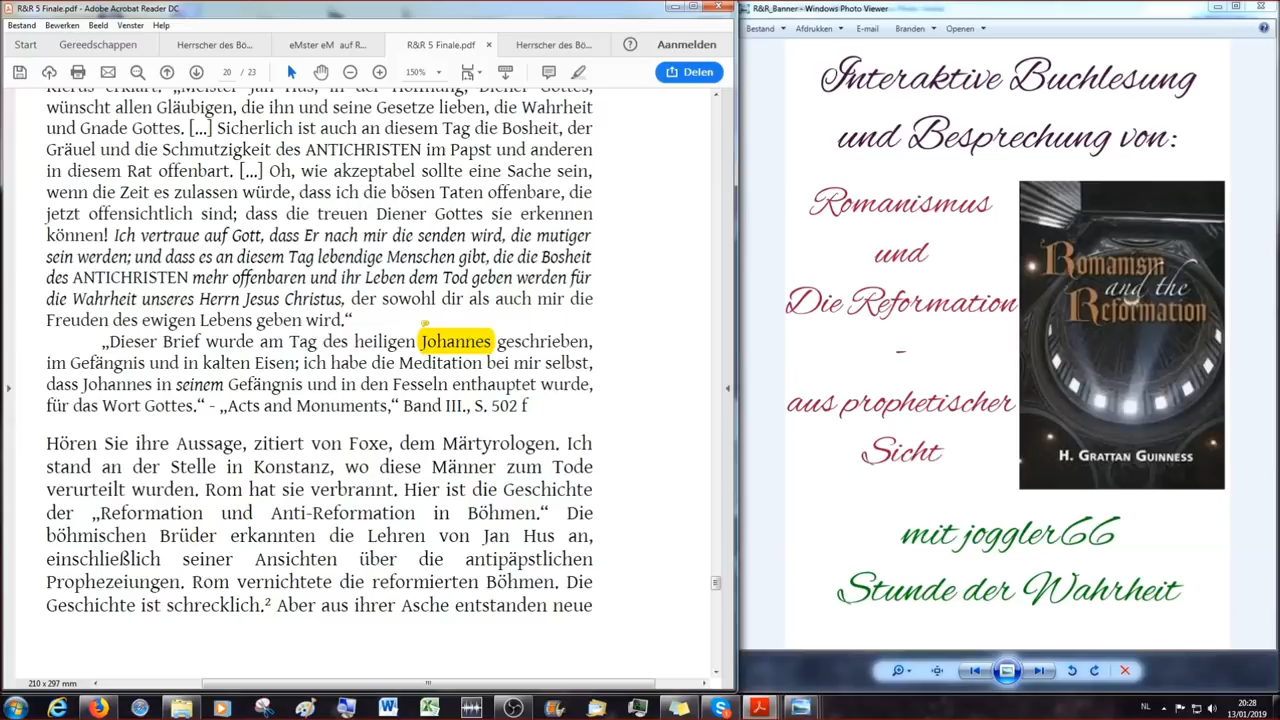 R&R 5 Finale.pdf - Adobe Acrobat Reader DC
Bestand Bewerken Beeld Venster Help
Start Gereedschappen Herrscher des Bö... eMster eM auf R... R&R 5 Finale.pdf × Herrscher des Bö... Aanmelden
20 / 23 150% Delen
wünscht allen Gläubigen, die ihn und seine Gesetze lieben, die Wahrheit
und Gnade Gottes. [...] Sicherlich ist auch an diesem Tag die Bosheit, der
Gräuel und die Schmutzigkeit des ANTICHRISTEN im Papst und anderen
in diesem Rat offenbart. [...] Oh, wie akzeptabel sollte eine Sache sein,
wenn die Zeit es zulassen würde, dass ich die bösen Taten offenbare, die
jetzt offensichtlich sind; dass die treuen Diener Gottes sie erkennen
können! Ich vertraue auf Gott, dass Er nach mir die senden wird, die mutiger
sein werden; und dass es an diesem Tag lebendige Menschen gibt, die die Bosheit
des ANTICHRISTEN mehr offenbaren und ihr Leben dem Tod geben werden für
die Wahrheit unseres Herrn Jesus Christus, der sowohl dir als auch mir die
Freuden des ewigen Lebens geben wird.“
„Dieser Brief wurde am Tag des heiligen Johannes geschrieben,
im Gefängnis und in kalten Eisen; ich habe die Meditation bei mir selbst,
dass Johannes in seinem Gefängnis und in den Fesseln enthauptet wurde,
für das Wort Gottes.“ - „Acts and Monuments,“ Band III., S. 502 f
Hören Sie ihre Aussage, zitiert von Foxe, dem Märtyrologen. Ich
stand an der Stelle in Konstanz, wo diese Männer zum Tode
verurteilt wurden. Rom hat sie verbrannt. Hier ist die Geschichte
der „Reformation und Anti-Reformation in Böhmen.“ Die
böhmischen Brüder erkannten die Lehren von Jan Hus an,
einschließlich seiner Ansichten über die antipäpstlichen
Prophezeiungen. Rom vernichtete die reformierten Böhmen. Die
Geschichte ist schrecklich.² Aber aus ihrer Asche entstanden neue
210 x 297 mm
R&R_Banner - Windows Photo Viewer
Bestand Afdrukken E-mail Branden Openen
Interaktive Buchlesung
und Besprechung von:
Romanismus
und
Die Reformation
-
aus prophetischer
Sicht
Romanism
and the
Reformation
H. GRATTAN GUINNESS
mit joggler66
Stunde der Wahrheit
NL
20:28
13/01/2019